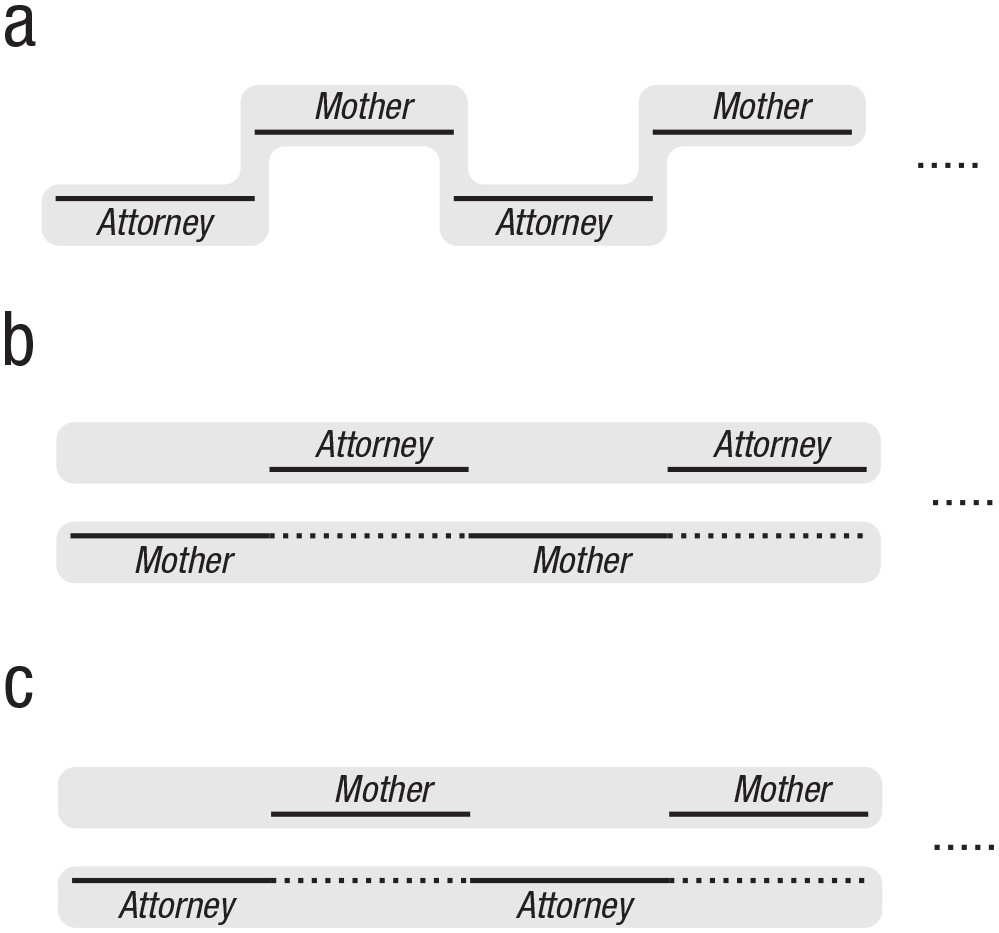 a
Mother Mother
.....
Attorney Attorney
b
Attorney Attorney
.....
Mother Mother
c
Mother Mother
.....
Attorney Attorney